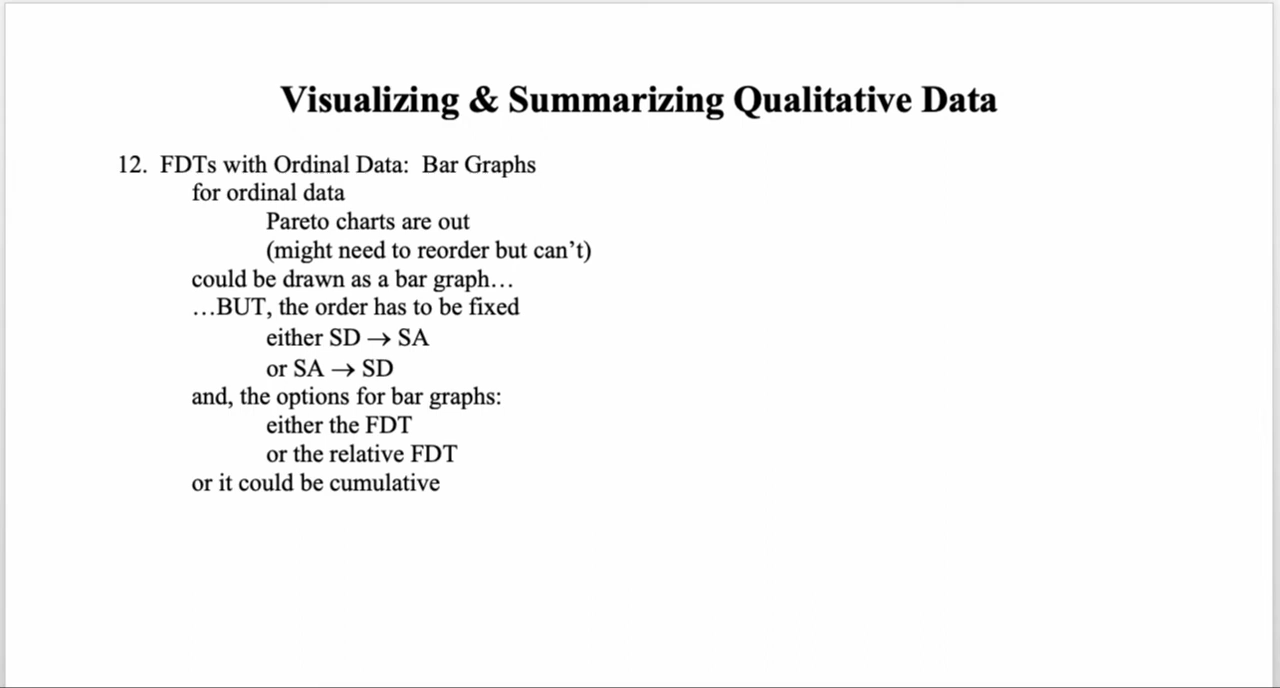 Visualizing & Summarizing Qualitative Data
12. FDTs with Ordinal Data: Bar Graphs
for ordinal data
Pareto charts are out
(might need to reorder but can’t)
could be drawn as a bar graph…
…BUT, the order has to be fixed
either SD → SA
or SA → SD
and, the options for bar graphs:
either the FDT
or the relative FDT
or it could be cumulative